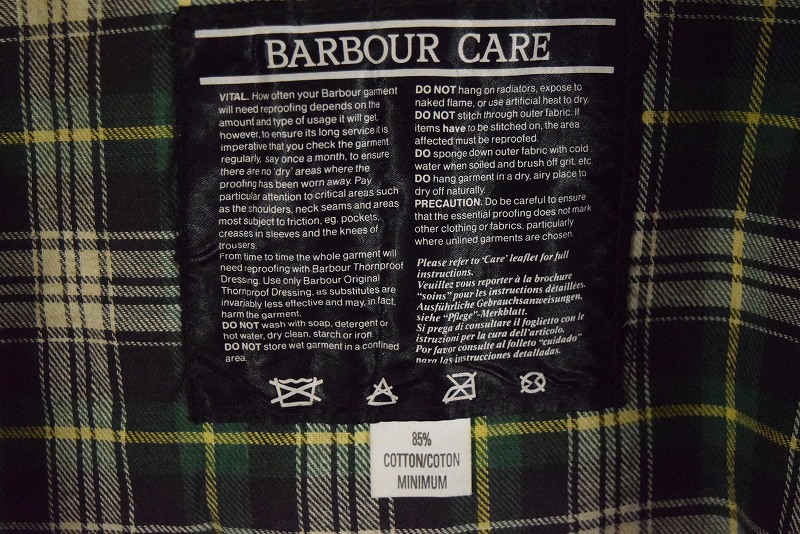 BARBOUR CARE
VITAL. How often your Barbour garment
will need reproofing depends on the
amount and type of usage it will get,
however, to ensure its long service it is
imperative that you check the garment
regularly, say once a month, to ensure
there are no 'dry' areas where the
proofing has been worn away. Pay
particular attention to critical areas such
as the shoulders, neck seams and areas
most subject to friction, eg. pockets,
creases in sleeves and the knees of
trousers.
From time to time the whole garment will
need reproofing with Barbour Thornproof
Dressing. Use only Barbour Original
Thornproof Dressing, as substitutes are
invariably less effective and may, in fact,
harm the garment.
DO NOT wash with soap, detergent or
hot water, dry clean, starch or iron.
DO NOT store wet garment in a confined
area.
DO NOT hang on radiators, expose to
naked flame, or use artificial heat to dry.
DO NOT stitch through outer fabric. If
items have to be stitched on, the area
affected must be reproofed.
DO sponge down outer fabric with cold
water when soiled and brush off grit, etc.
DO hang garment in a dry, airy place to
dry off naturally.
PRECAUTION. Do be careful to ensure
that the essential proofing does not mark
other clothing or fabrics, particularly
where unlined garments are chosen.
Please refer to 'Care' leaflet for full
instructions.
Veuillez vous reporter à la brochure
"soins" pour les instructions détaillées.
Ausführliche Gebrauchsanweisungen,
siehe "Pflege"-Merkblatt.
Si prega di consultare il foglietto con le
istruzioni per la cura dell'articolo.
Por favor consulte al folleto "cuidado"
para las instrucciones detalladas.
85%
COTTON/COTON
MINIMUM